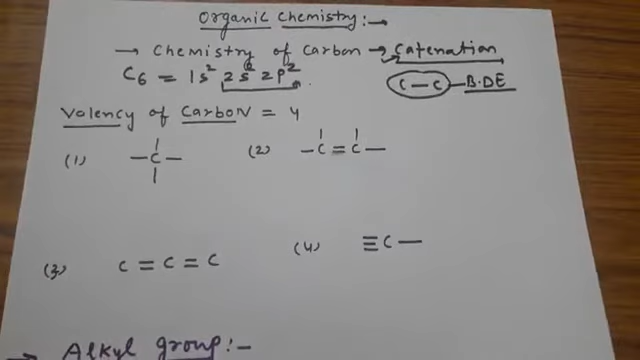 Organic Chemistry:→
→ Chemistry of Carbon → Catenation
C6 = 1s² 2s² 2p².
C — C — B.DE
Valency of Carbon = 4
(1) — C —
(2) — C = C —
(3) C = C = C
(4) ≡ C —
→ Alkyl group:-